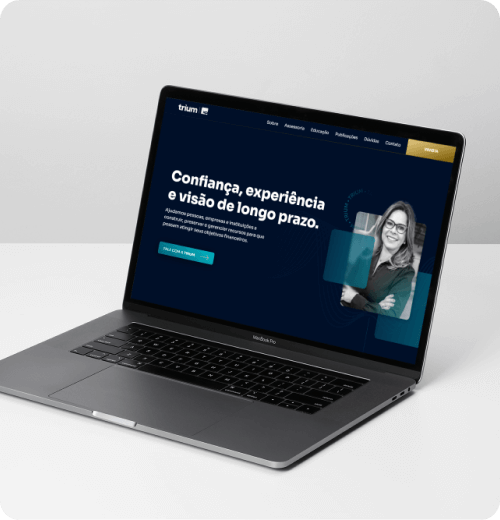 trium
Sobre Assessoria Educação Publicações Dúvidas Contato
Confiança, experiência
e visão de longo prazo.
Ajudamos pessoas, empresas e instituições a
construir, preservar e gerenciar recursos para que
possam atingir seus objetivos financeiros.
FALE COM A TRIUM
MacBook Pro